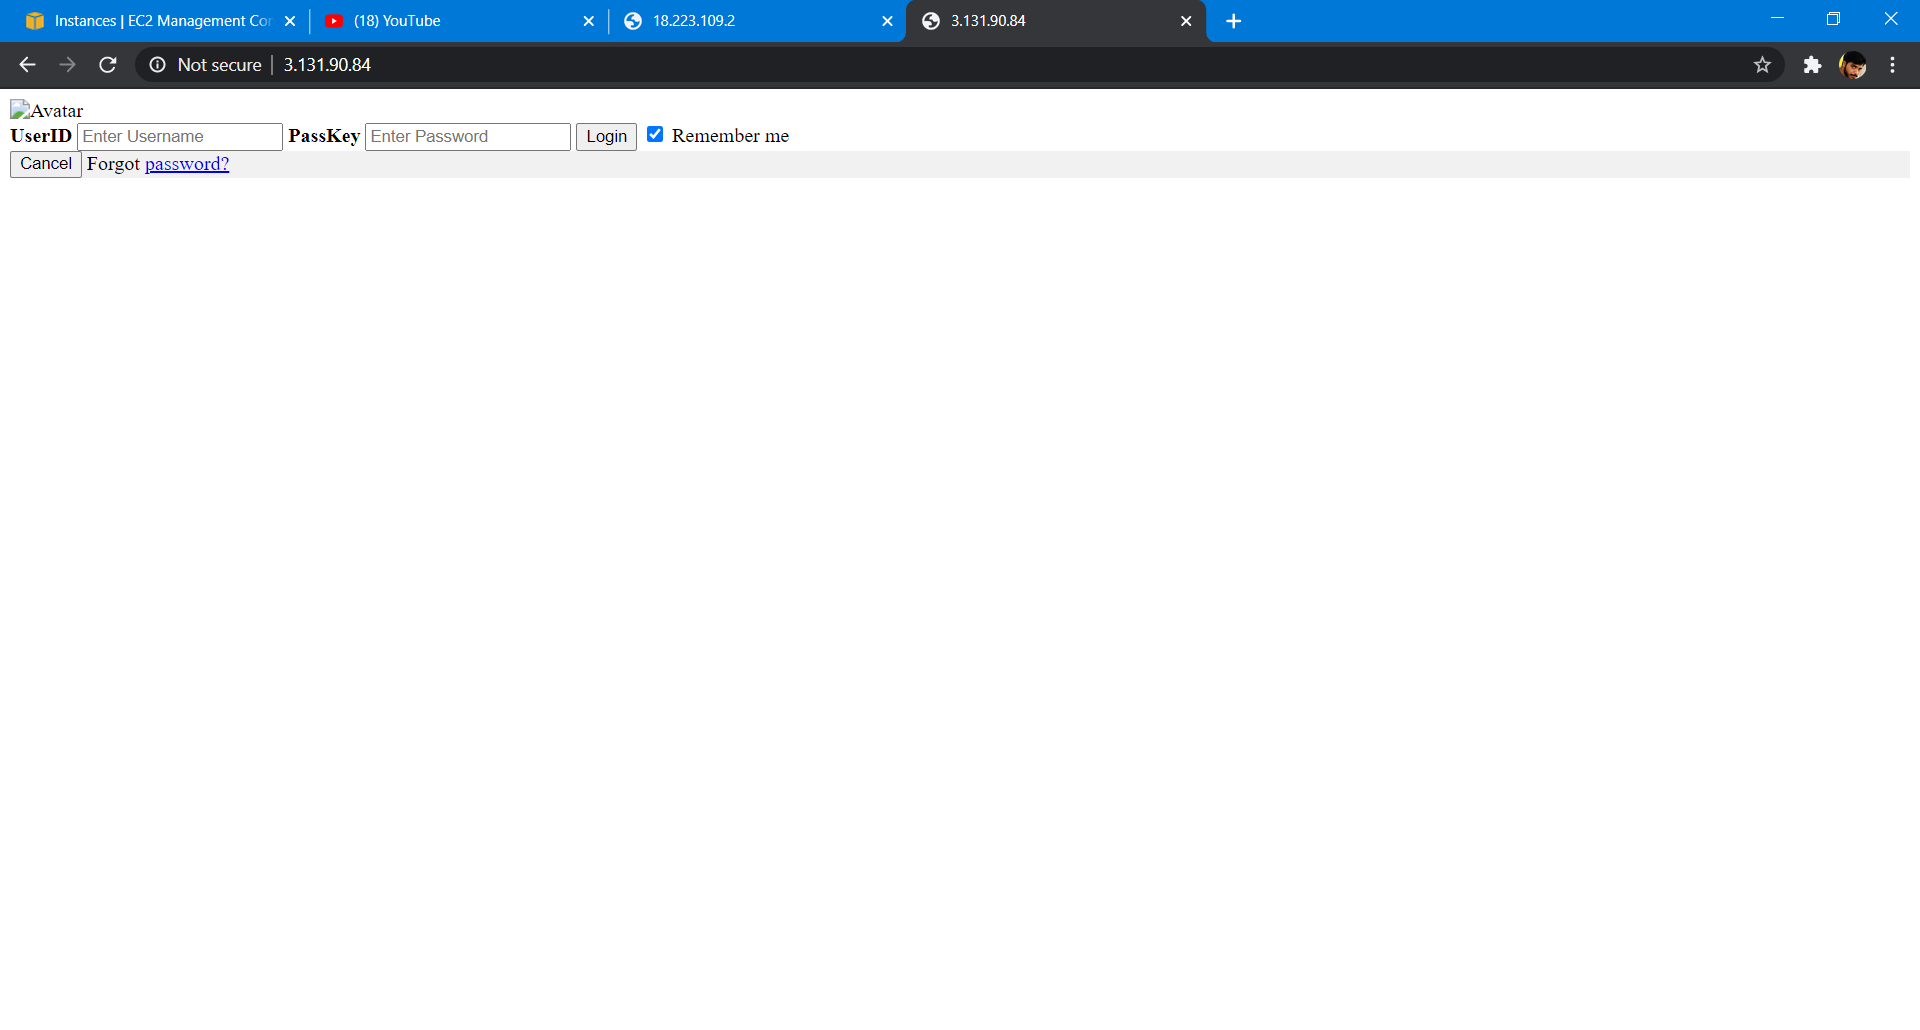 Instances | EC2 Management Con
(18) YouTube
18.223.109.2
3.131.90.84
Not secure
3.131.90.84
Avatar
UserID Enter Username PassKey Enter Password Login Remember me
Cancel Forgot password?